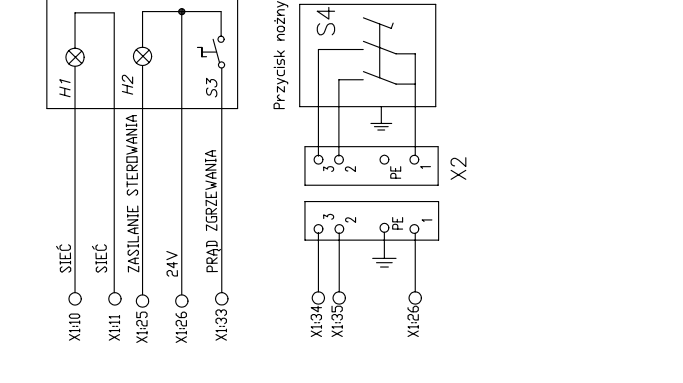 H1
H2
S3
Przycisk nożny
S4
SIEĆ
SIEĆ
ZASILANIE STEROWANIA
24V
PRĄD ZGRZEWANIA
3
2
PE
1
X2
3
2
PE
1
X1:10
X1:11
X1:25
X1:26
X1:33
X1:34
X1:35
X1:26